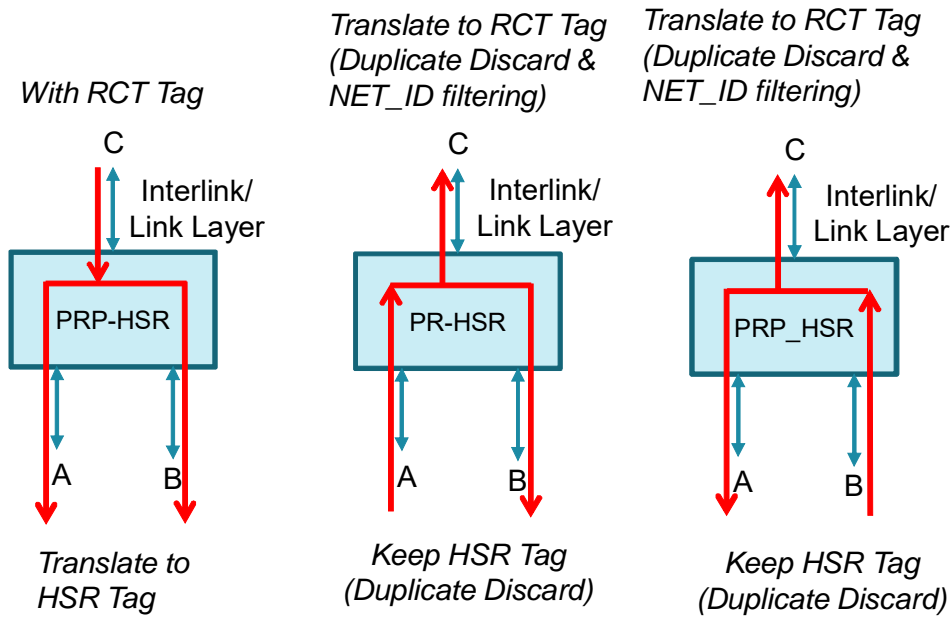 With RCT Tag
C
Interlink/
Link Layer
PRP-HSR
A
B
Translate to
HSR Tag
Translate to RCT Tag
(Duplicate Discard &
NET_ID filtering)
C
Interlink/
Link Layer
PR-HSR
A
B
Keep HSR Tag
(Duplicate Discard)
Translate to RCT Tag
(Duplicate Discard &
NET_ID filtering)
C
Interlink/
Link Layer
PRP_HSR
A
B
Keep HSR Tag
(Duplicate Discard)